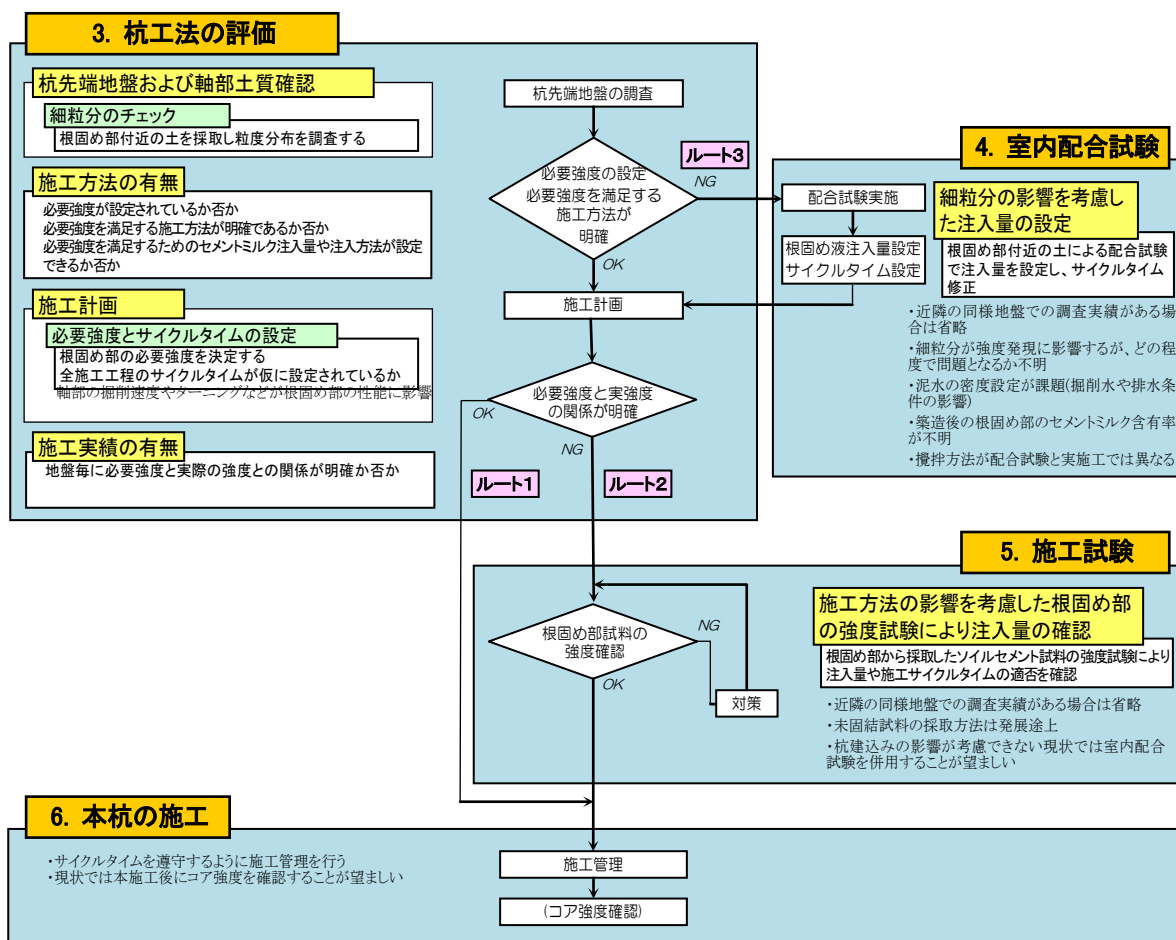 3. 杭工法の評価
杭先端地盤および軸部土質確認
細粒分のチェック
根固め部付近の土を採取し粒度分布を調査する
施工方法の有無
必要強度が設定されているか否か
必要強度を満足する施工方法が明確であるか否か
必要強度を満足するためのセメントミルク注入量や注入方法が設定
できるか否か
施工計画
必要強度とサイクルタイムの設定
根固め部の必要強度を決定する
全施工工程のサイクルタイムが仮に設定されているか
軸部の掘削速度やターニングなどが根固め部の性能に影響
施工実績の有無
地盤毎に必要強度と実際の強度との関係が明確か否か
杭先端地盤の調査
必要強度の設定
必要強度を満足する
施工方法が
明確
ルート3
NG
OK
施工計画
必要強度と実強度
の関係が明確
OK
NG
ルート1
ルート2
4. 室内配合試験
配合試験実施
根固め液注入量設定
サイクルタイム設定
細粒分の影響を考慮し
た注入量の設定
根固め部付近の土による配合試験
で注入量を設定し、サイクルタイム
修正
・近隣の同様地盤での調査実績がある場
合は省略
・細粒分が強度発現に影響するが、どの程
度で問題となるか不明
・泥水の密度設定が課題(掘削水や排水条
件の影響)
・築造後の根固め部のセメントミルク含有率
が不明
・攪拌方法が配合試験と実施工では異なる
5. 施工試験
根固め部試料の
強度確認
NG
OK
対策
施工方法の影響を考慮した根固め部
の強度試験により注入量の確認
根固め部から採取したソイルセメント試料の強度試験により
注入量や施工サイクルタイムの適否を確認
・近隣の同様地盤での調査実績がある場合は省略
・未固結試料の採取方法は発展途上
・杭建込みの影響が考慮できない現状では室内配合
試験を併用することが望ましい
6. 本杭の施工
・サイクルタイムを遵守するように施工管理を行う
・現状では本施工後にコア強度を確認することが望ましい
施工管理
(コア強度確認)